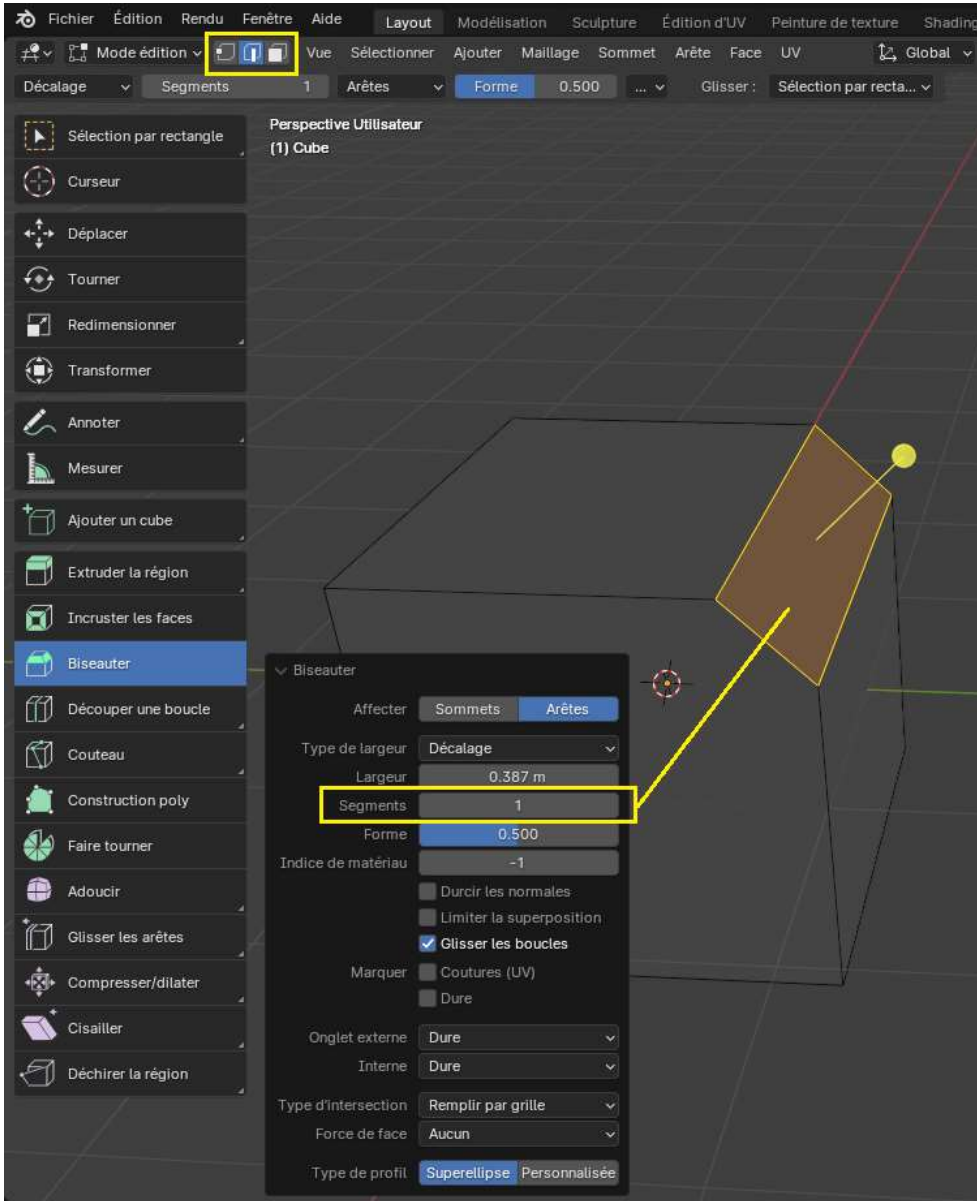 Fichier Édition Rendu Fenêtre Aide Layout Modélisation Sculpture Édition d'UV Peinture de texture Shading
Mode édition Vue Sélectionner Ajouter Maillage Sommet Arête Face UV Global
Décalage Segments 1 Arêtes Forme 0.500 ... Glisser : Sélection par recta...
Perspective Utilisateur
(1) Cube
Sélection par rectangle
Curseur
Déplacer
Tourner
Redimensionner
Transformer
Annoter
Mesurer
Ajouter un cube
Extruder la région
Incruster les faces
Biseauter
Découper une boucle
Couteau
Construction poly
Faire tourner
Adoucir
Glisser les arêtes
Compresser/dilater
Cisailler
Déchirer la région
Biseauter
Affecter Sommets Arêtes
Type de largeur Décalage
Largeur 0.387 m
Segments 1
Forme 0.500
Indice de matériau -1
Durcir les normales
Limiter la superposition
Glisser les boucles
Marquer Coutures (UV)
Dure
Onglet externe Dure
Interne Dure
Type d'intersection Remplir par grille
Force de face Aucun
Type de profil Superellipse Personnalisée